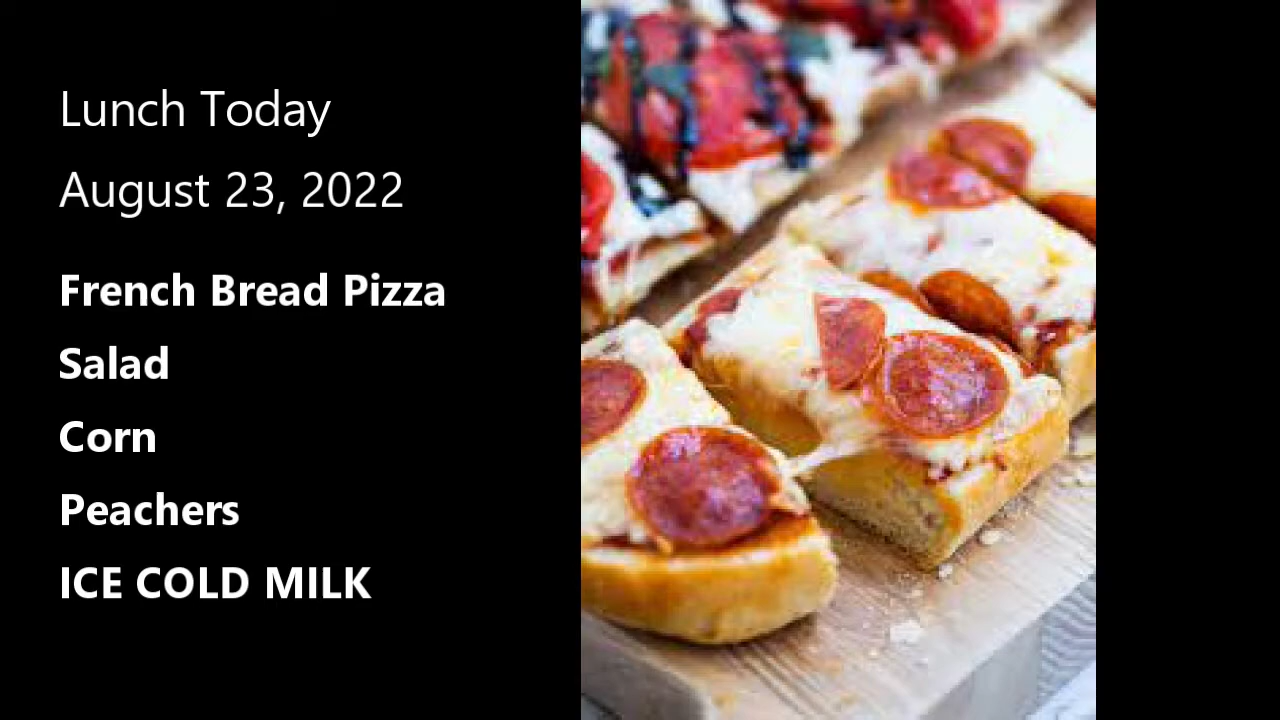 Lunch Today
August 23, 2022
French Bread Pizza
Salad
Corn
Peachers
ICE COLD MILK